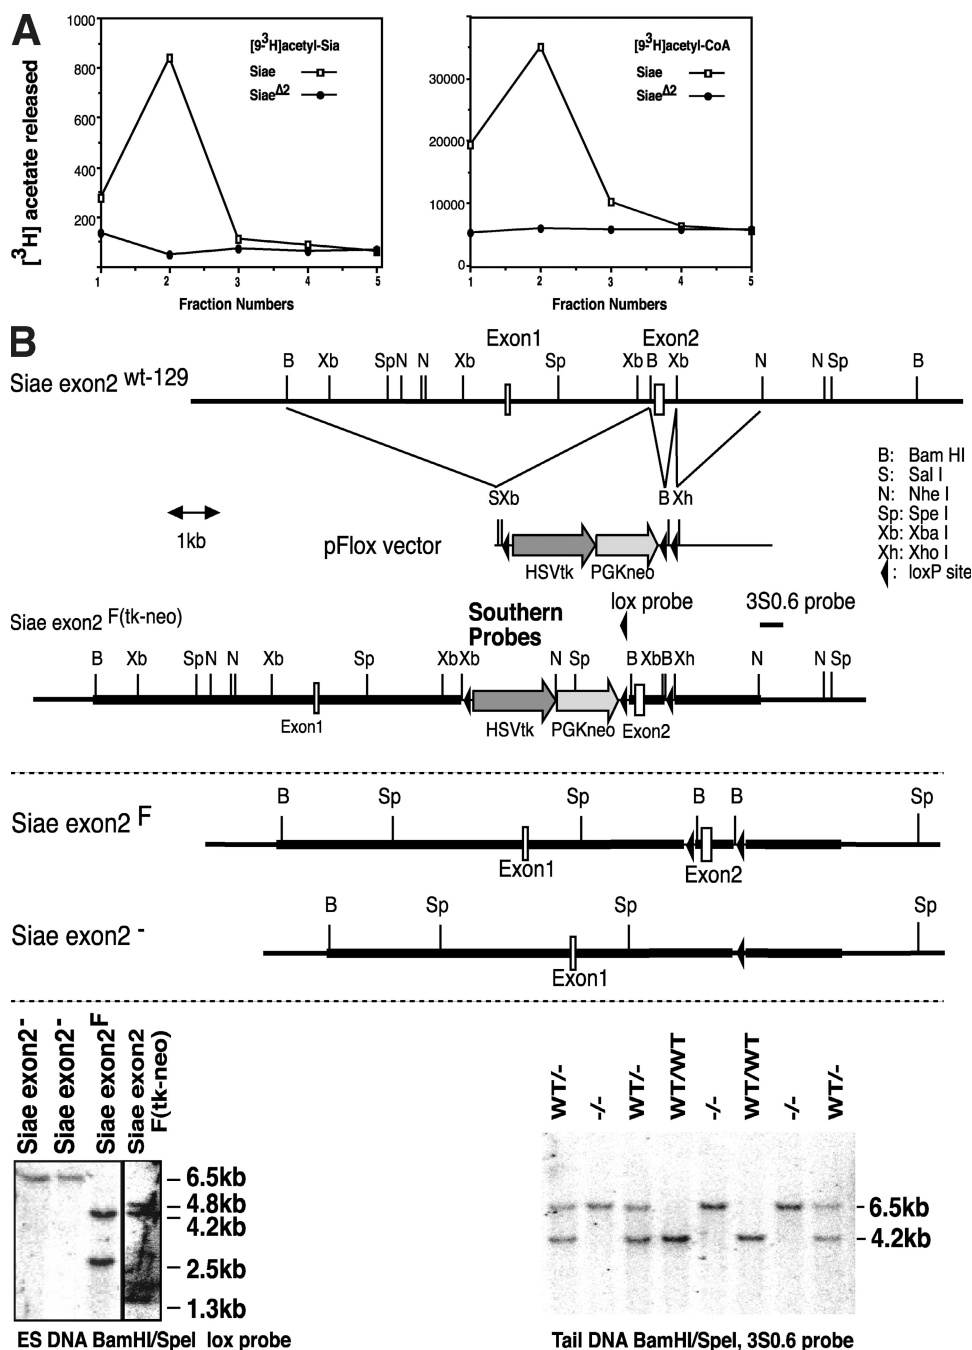 A
[³H] acetate released
1000
800
600
400
200
[9-³H]acetyl-Sia
Siae
Siae^Δ2
1 2 3 4 5
Fraction Numbers
30000
20000
10000
0
[9-³H]acetyl-CoA
Siae
Siae^Δ2
1 2 3 4 5
Fraction Numbers
B
Exon1 Exon2
B Xb Sp N N Xb Sp Xb B Xb N N Sp B
Siae exon2 wt-129
SXb B Xh
1kb
pFlox vector
HSVtk PGKneo
B: Bam HI
S: Sal I
N: Nhe I
Sp: Spe I
Xb: Xba I
Xh: Xho I
: loxP site
Siae exon2 F(tk-neo)
Southern
Probes
lox probe
3S0.6 probe
B Xb Sp N N Xb Sp Xb Xb N Sp B Xb B Xh N N Sp
Exon1 HSVtk PGKneo Exon2
Siae exon2 F
B Sp Sp B B Sp
Exon1 Exon2
Siae exon2 -
B Sp Sp Sp
Exon1
Siae exon2-
Siae exon2-
Siae exon2F
Siae exon2
F(tk-neo)
6.5kb
4.8kb
4.2kb
2.5kb
1.3kb
ES DNA BamHI/SpeI lox probe
WT/-
-/-
WT/-
WT/WT
-/-
WT/WT
-/-
WT/-
6.5kb
4.2kb
Tail DNA BamHI/SpeI, 3S0.6 probe